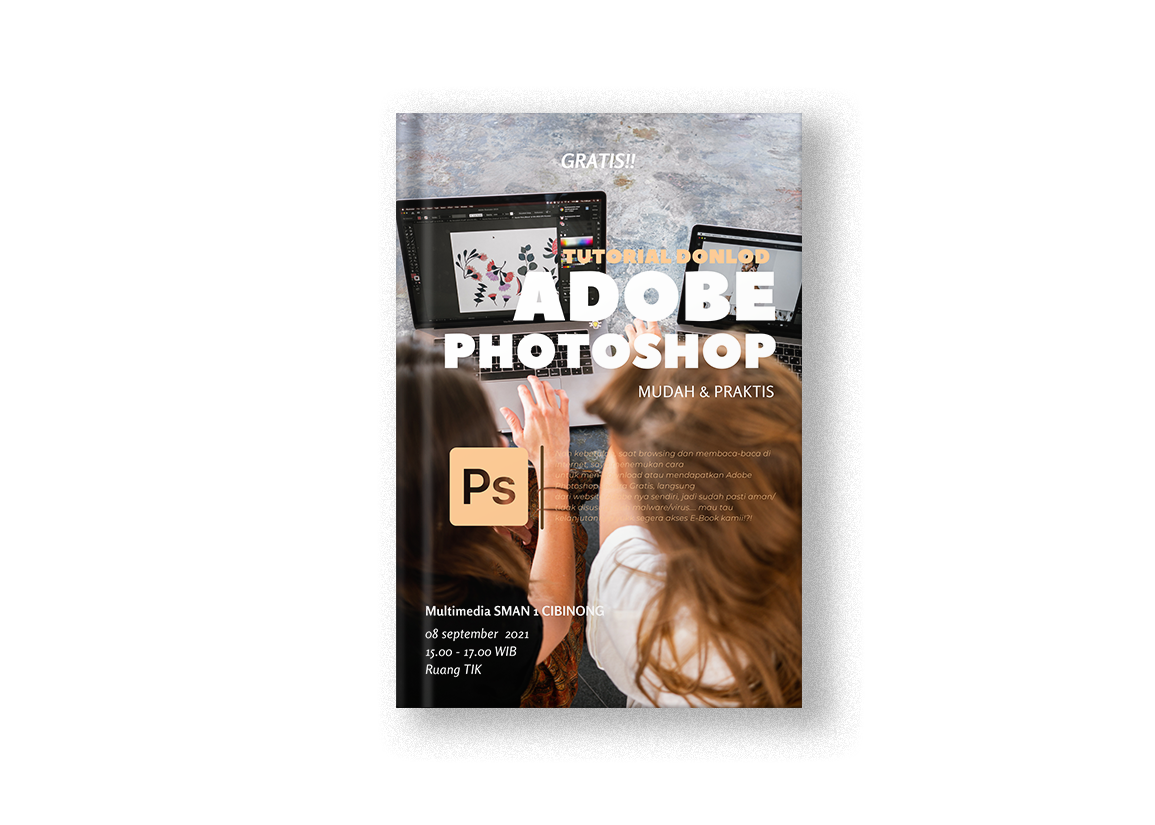 GRATIS!!
TUTORIAL DONLOD
ADOBE
PHOTOSHOP
MUDAH & PRAKTIS
Ps
saat browsing dan membaca-baca di
menemukan cara
atau mendapatkan Adobe
Gratis, langsung
nya sendiri, jadi sudah pasti aman/
malware/virus... mau tau
segera akses E-Book kamii!?!
Multimedia SMAN 1 CIBINONG
08 september 2021
15.00 - 17.00 WIB
Ruang TIK